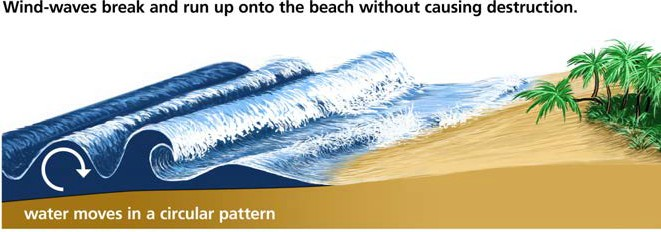 Wind-waves break and run up onto the beach without causing destruction.
water moves in a circular pattern